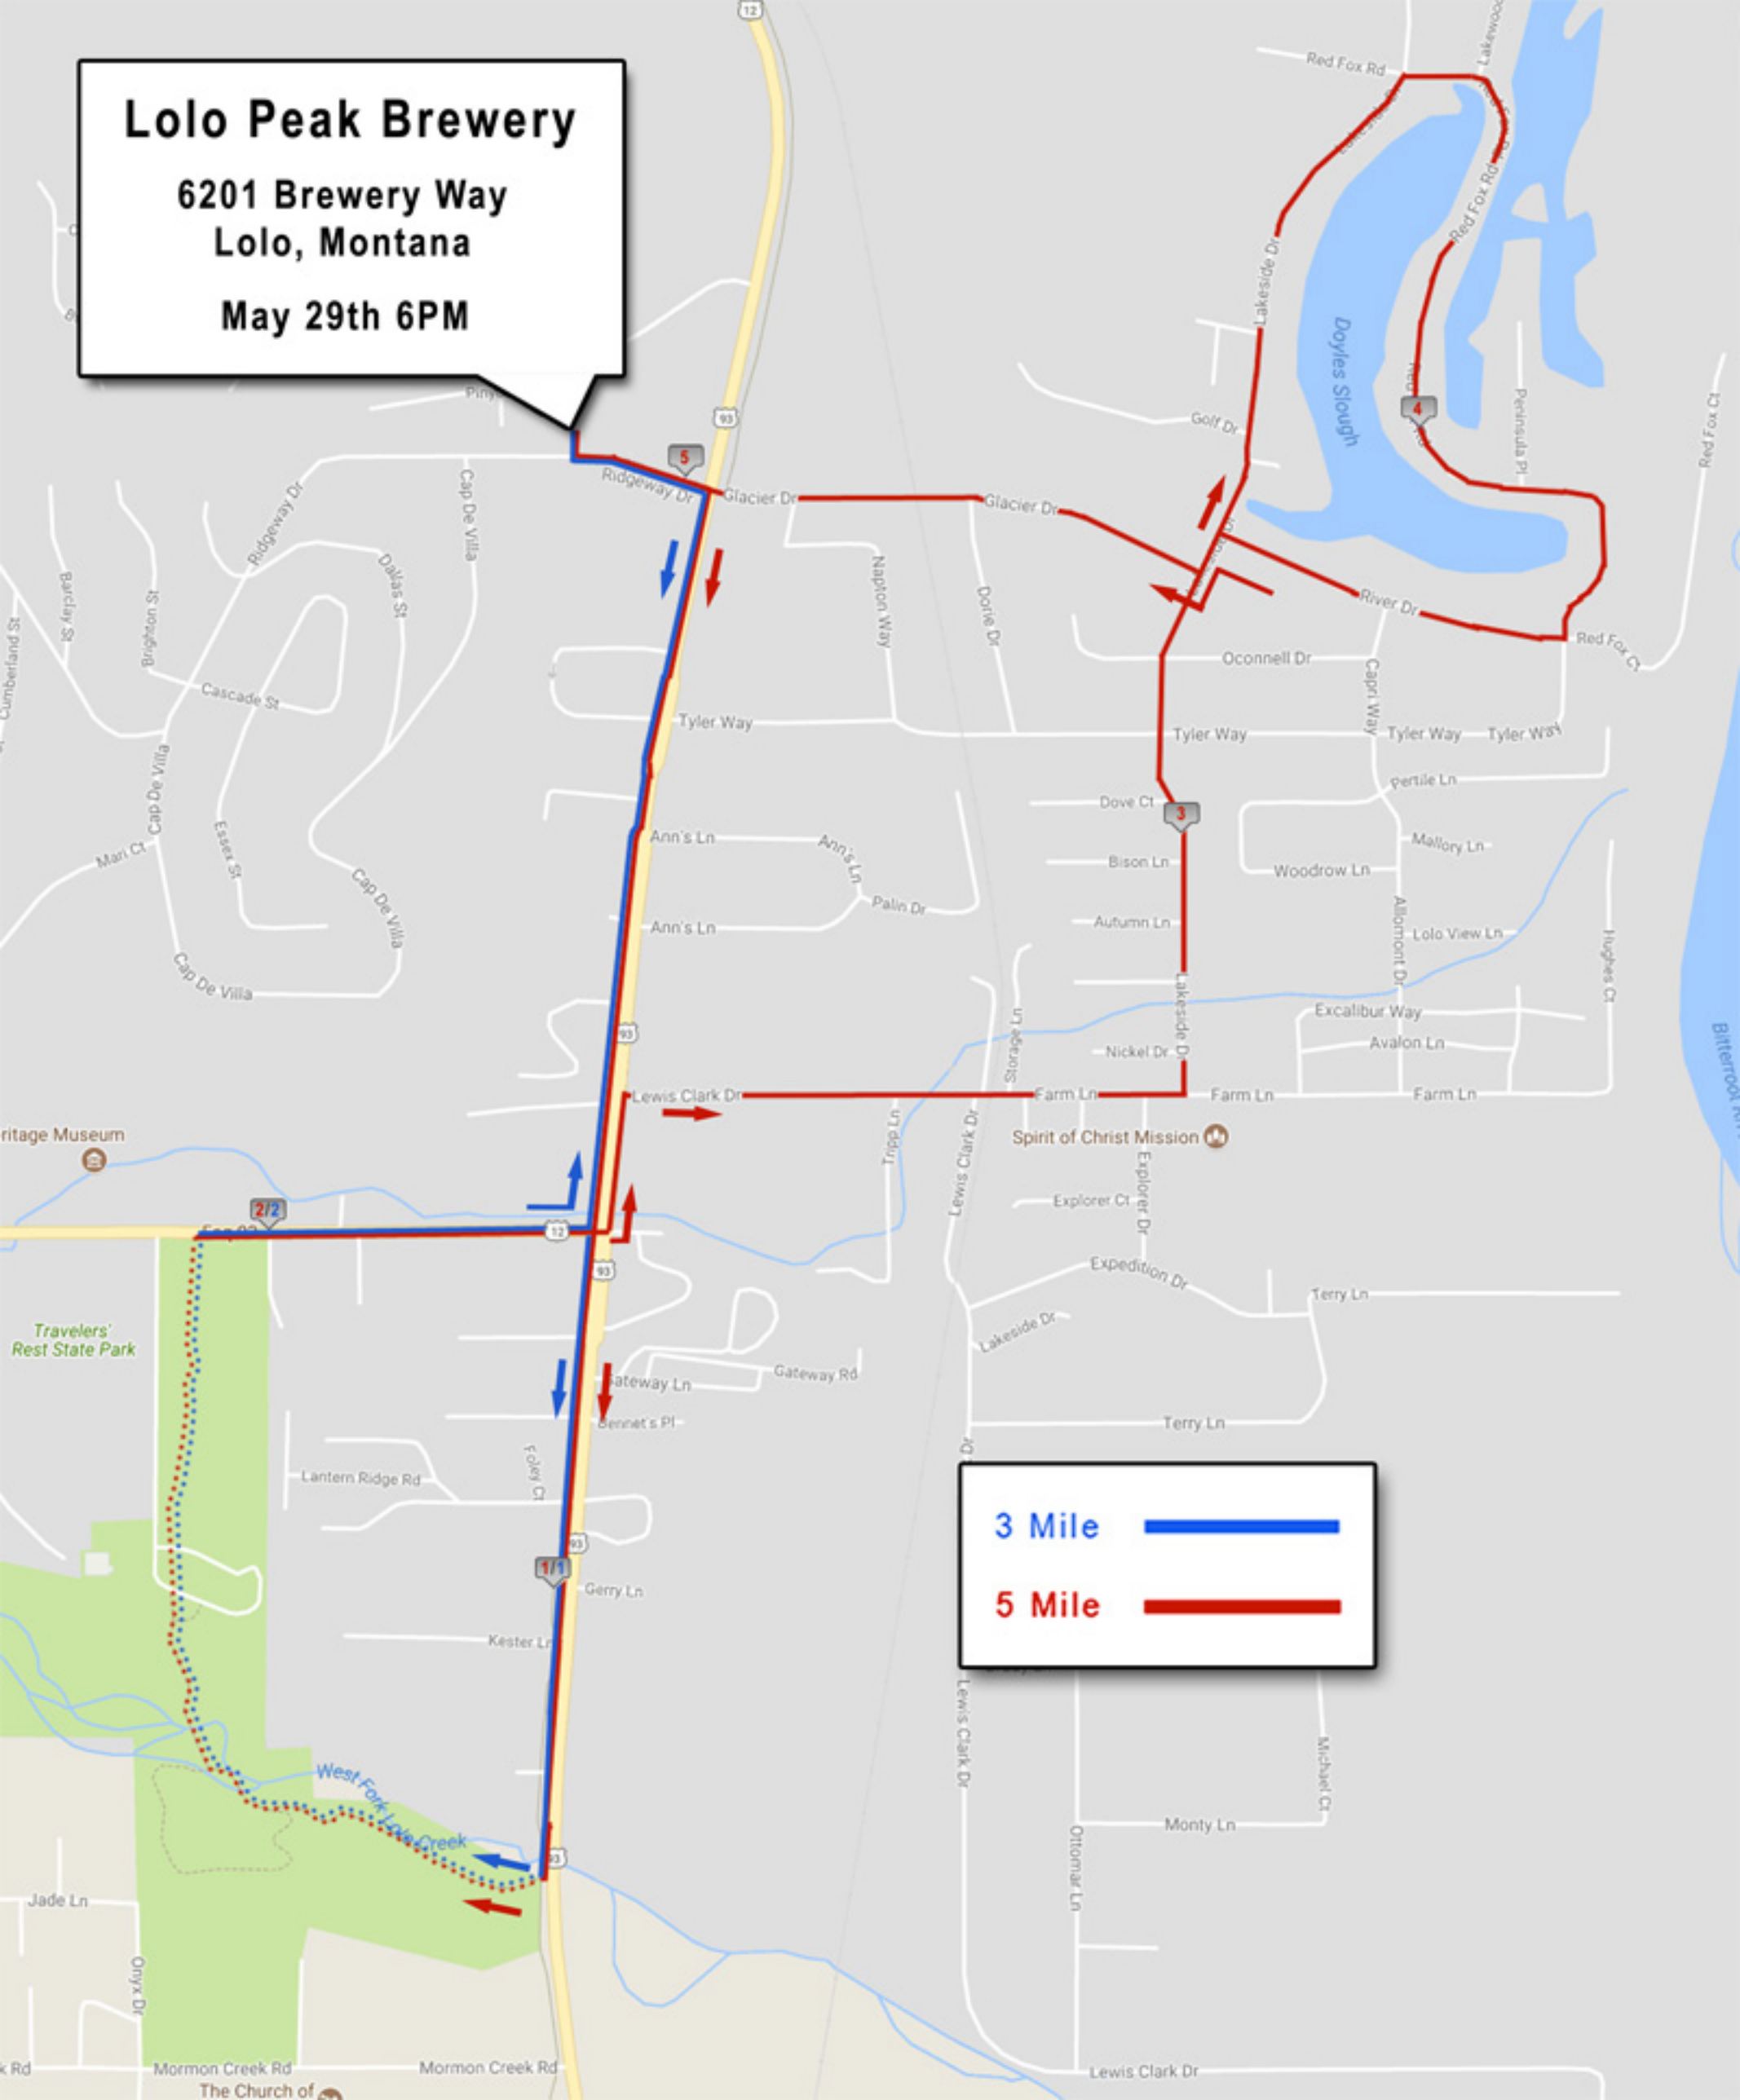 12
Red Fox Rd
Lolo Peak Brewery
6201 Brewery Way
Lolo, Montana
May 29th 6PM
Red Fox Rd
Lakeside Dr
Doyles Slough
93
4
Peninsula Pl
Red Fox Ct
Golf Dr
5
Ridgeway Dr
Glacier Dr
Glacier Dr
Ridgeway Dr
Cap De Villa
Dallas St
Barclay St
Brighton St
Cumberland St
Napton Way
Dorie Dr
River Dr
Red Fox Ct
Oconnell Dr
Capri Way
Cascade St
Tyler Way
Tyler Way
Tyler Way
Tyler Way
Cap De Villa
Pertile Ln
Dove Ct
3
Ann's Ln
Ann's Ln
Mallory Ln
Mari Ct
Essex St
Bison Ln
Woodrow Ln
Cap De Villa
Palin Dr
Autumn Ln
Ann's Ln
Allomont Dr
Lolo View Ln
Hughes Ct
Cap De Villa
Lakeside Dr
Excalibur Way
93
Storage Ln
Nickel Dr
Avalon Ln
Lewis Clark Dr
Farm Ln
Farm Ln
Farm Ln
ritage Museum
Spirit of Christ Mission
Tripp Ln
Lewis Clark Dr
Explorer Dr
Explorer Ct
2/2
12
93
Expedition Dr
Terry Ln
Travelers'
Rest State Park
Lakeside Dr
Gateway Rd
Gateway Ln
Bennet's Pl
Terry Ln
Foley Ct
Lantern Ridge Rd
3 Mile
5 Mile
93
1/1
Gerry Ln
Kester Ln
Lewis Clark Dr
Michael Ct
West Fork Lolo Creek
Monty Ln
Ottomar Ln
93
Jade Ln
Onyx Dr
k Rd
Mormon Creek Rd
Mormon Creek Rd
Lewis Clark Dr
The Church of